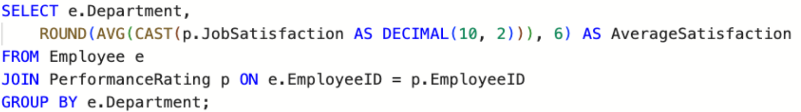 SELECT e.Department,
    ROUND(AVG(CAST(p.JobSatisfaction AS DECIMAL(10, 2))), 6) AS AverageSatisfaction
FROM Employee e
JOIN PerformanceRating p ON e.EmployeeID = p.EmployeeID
GROUP BY e.Department;